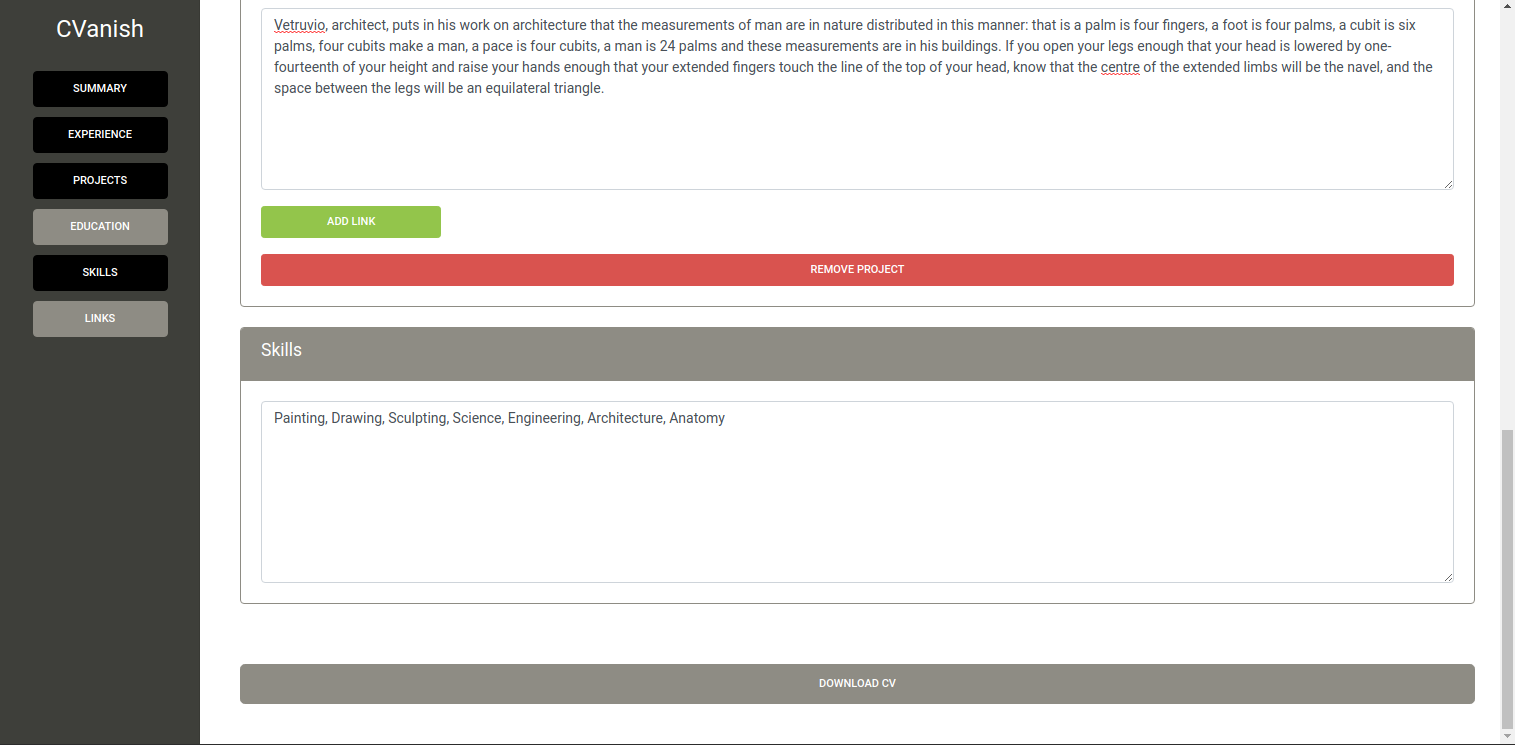 CVanish
SUMMARY
EXPERIENCE
PROJECTS
EDUCATION
SKILLS
LINKS
Vetruvio, architect, puts in his work on architecture that the measurements of man are in nature distributed in this manner: that is a palm is four fingers, a foot is four palms, a cubit is six
palms, four cubits make a man, a pace is four cubits, a man is 24 palms and these measurements are in his buildings. If you open your legs enough that your head is lowered by one-
fourteenth of your height and raise your hands enough that your extended fingers touch the line of the top of your head, know that the centre of the extended limbs will be the navel, and the
space between the legs will be an equilateral triangle.
ADD LINK
REMOVE PROJECT
Skills
Painting, Drawing, Sculpting, Science, Engineering, Architecture, Anatomy
DOWNLOAD CV